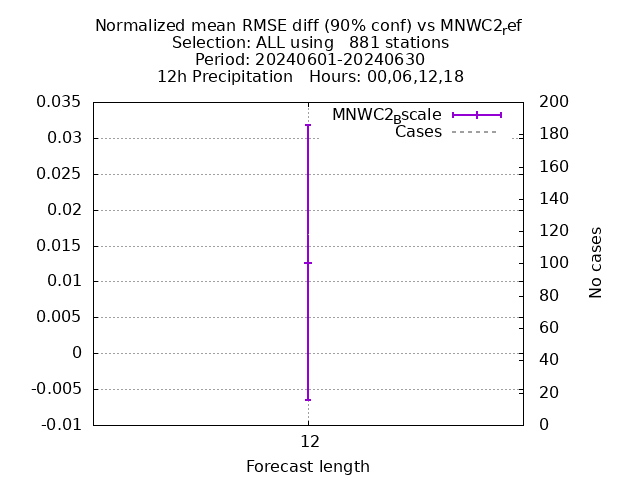 Normalized mean RMSE diff (90% conf) vs MNWC2ref
Selection: ALL using   881 stations
Period: 20240601-20240630
12h Precipitation   Hours: 00,06,12,18
MNWC2Bscale
Cases
0.035
0.03
0.025
0.02
0.015
0.01
0.005
0
-0.005
-0.01
200
180
160
140
120
100
80
60
40
20
0
No cases
12
Forecast length